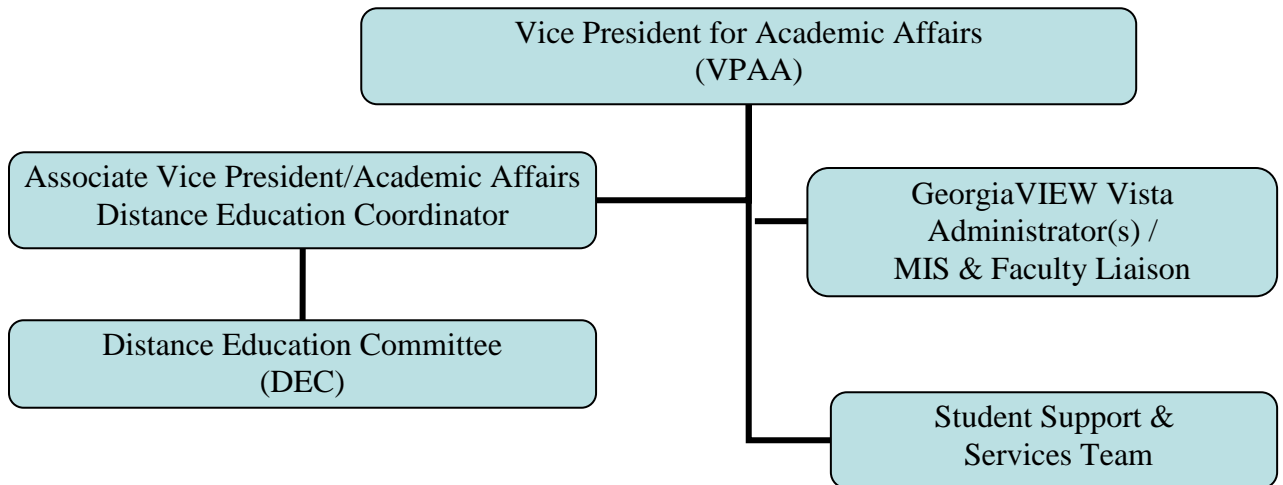 Vice President for Academic Affairs
(VPAA)
Associate Vice President/Academic Affairs
Distance Education Coordinator
GeorgiaVIEW Vista
Administrator(s) /
MIS & Faculty Liaison
Distance Education Committee
(DEC)
Student Support &
Services Team